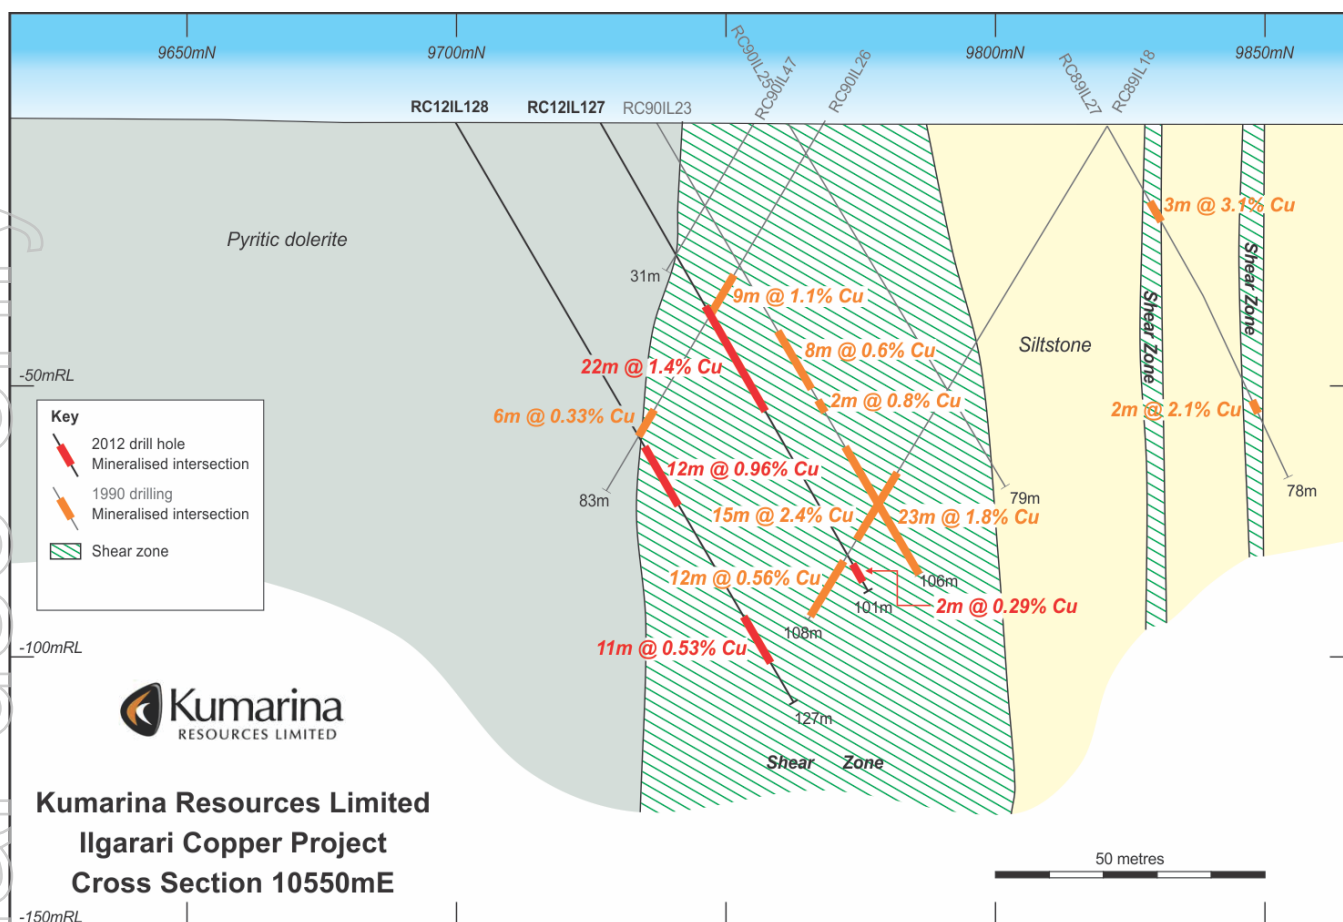 9650mN
9700mN
9800mN
9850mN
RC90IL25
RC90IL47
RC90IL26
RC89IL27
RC89IL18
RC12IL128
RC12IL127
RC90IL23
3m @ 3.1% Cu
Pyritic dolerite
31m
9m @ 1.1% Cu
Shear Zone
Shear Zone
Siltstone
8m @ 0.6% Cu
22m @ 1.4% Cu
-50mRL
2m @ 0.8% Cu
2m @ 2.1% Cu
6m @ 0.33% Cu
Key
2012 drill hole
Mineralised intersection
1990 drilling
Mineralised intersection
Shear zone
12m @ 0.96% Cu
83m
79m
78m
15m @ 2.4% Cu
23m @ 1.8% Cu
12m @ 0.56% Cu
106m
101m
2m @ 0.29% Cu
108m
11m @ 0.53% Cu
-100mRL
127m
Kumarina
RESOURCES LIMITED
Shear Zone
Kumarina Resources Limited
Ilgarari Copper Project
Cross Section 10550mE
50 metres
-150mRL